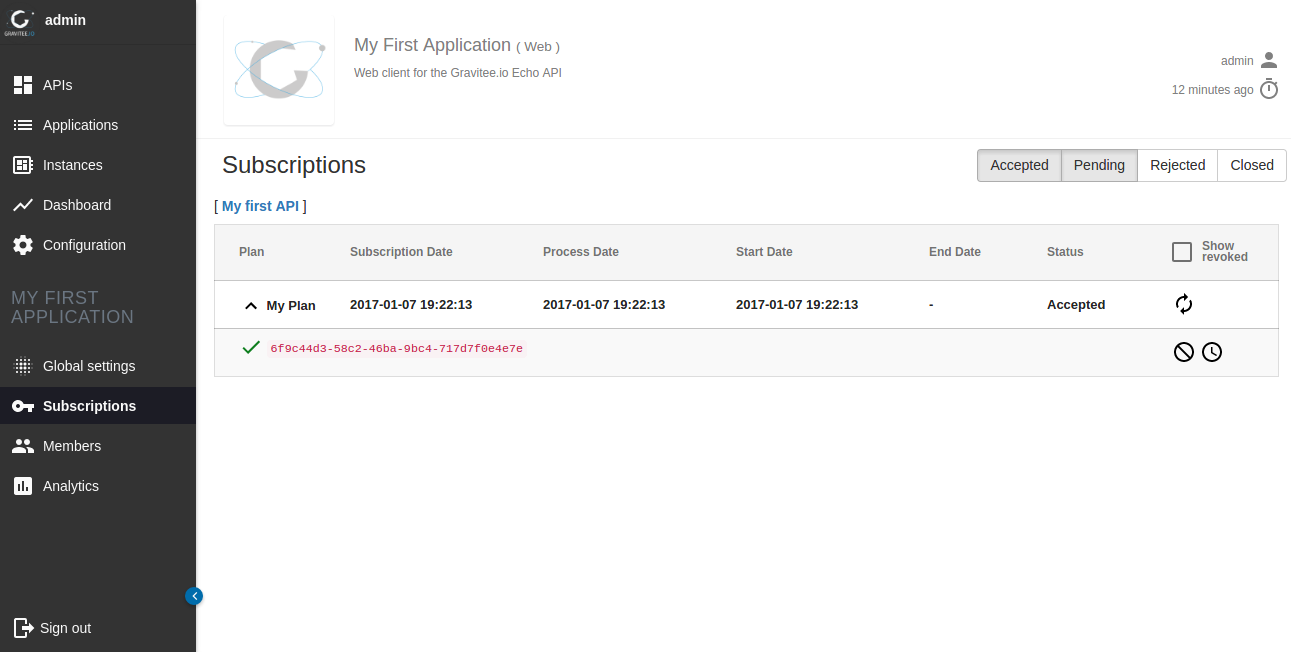 GRAVITEE.IO
admin
APIs
Applications
Instances
Dashboard
Configuration
MY FIRST
APPLICATION
Global settings
Subscriptions
Members
Analytics
Sign out
My First Application ( Web )
Web client for the Gravitee.io Echo API
admin
12 minutes ago
Subscriptions
Accepted Pending Rejected Closed
[ My first API ]
Plan Subscription Date Process Date Start Date End Date Status Show
revoked
My Plan 2017-01-07 19:22:13 2017-01-07 19:22:13 2017-01-07 19:22:13 - Accepted
6f9c44d3-58c2-46ba-9bc4-717d7f0e4e7e